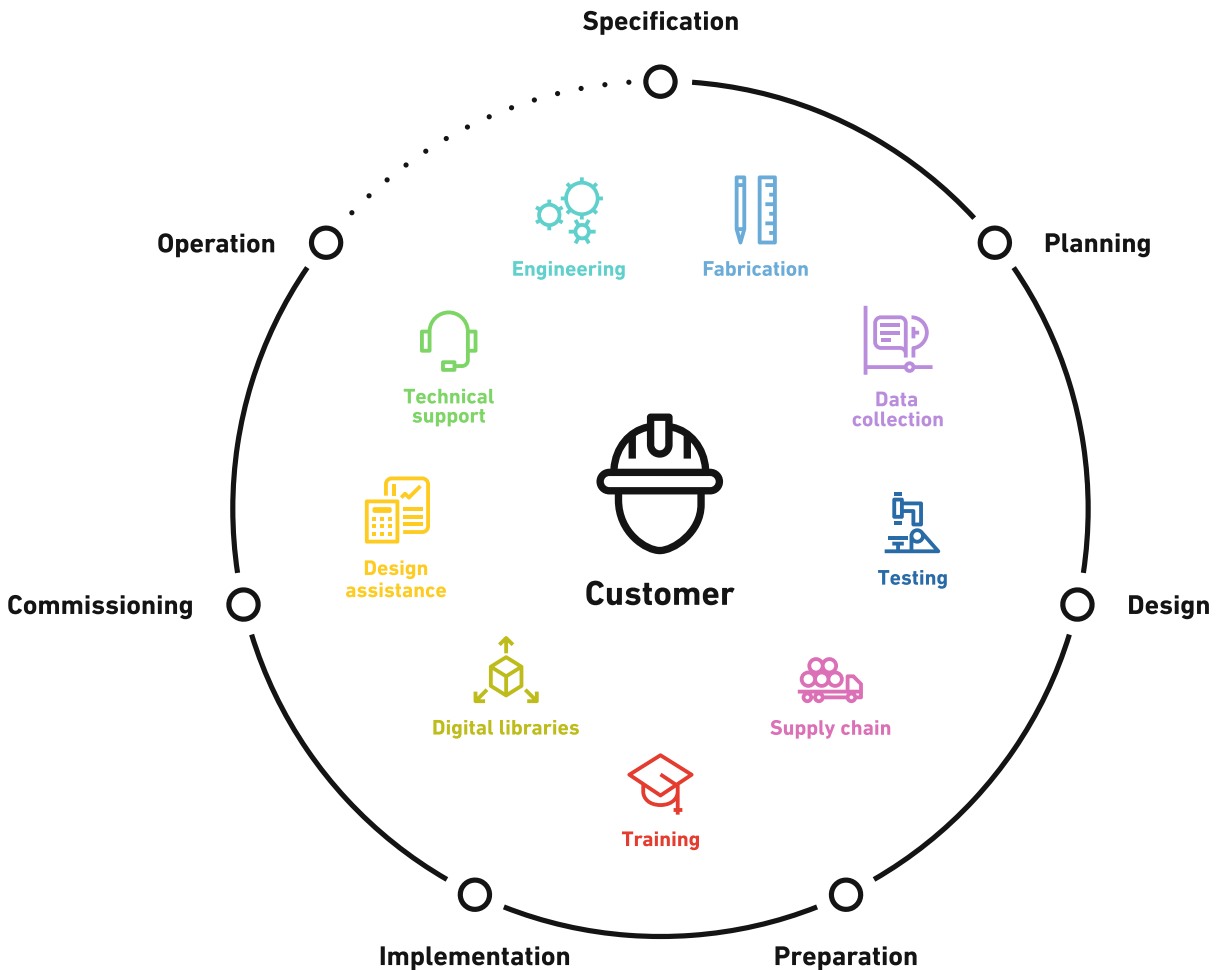 Specification
Operation
Planning
Engineering
Fabrication
Technical
support
Data
collection
Design
assistance
Testing
Customer
Commissioning
Design
Digital libraries
Supply chain
Training
Implementation
Preparation